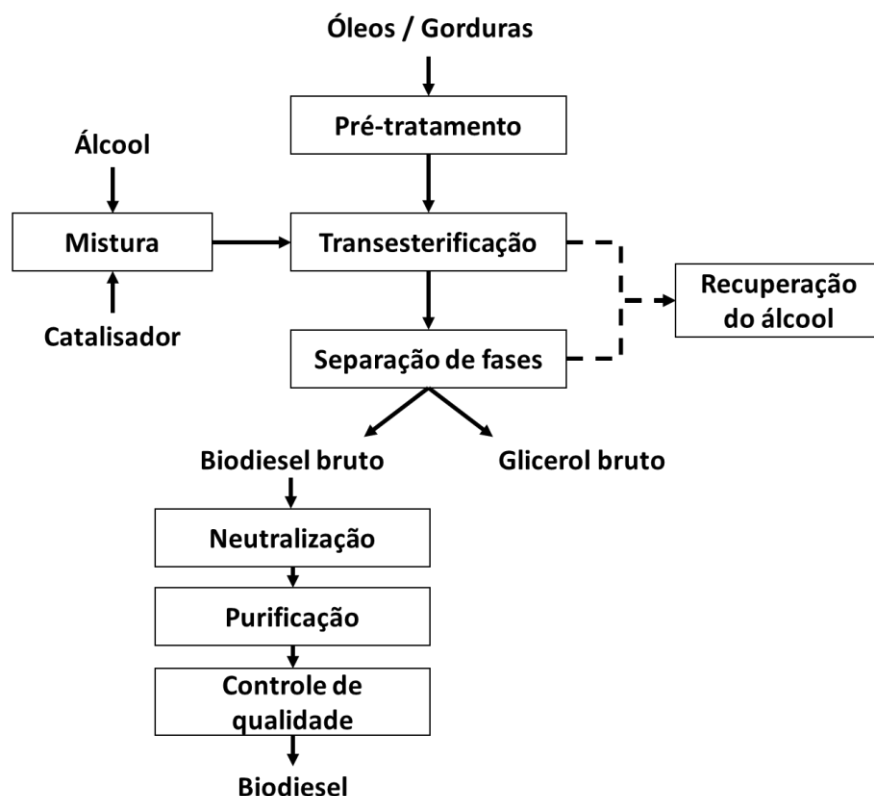 Óleos / Gorduras
Pré-tratamento
Álcool
Mistura
Transesterificação
Catalisador
Recuperação
do álcool
Separação de fases
Biodiesel bruto
Glicerol bruto
Neutralização
Purificação
Controle de
qualidade
Biodiesel